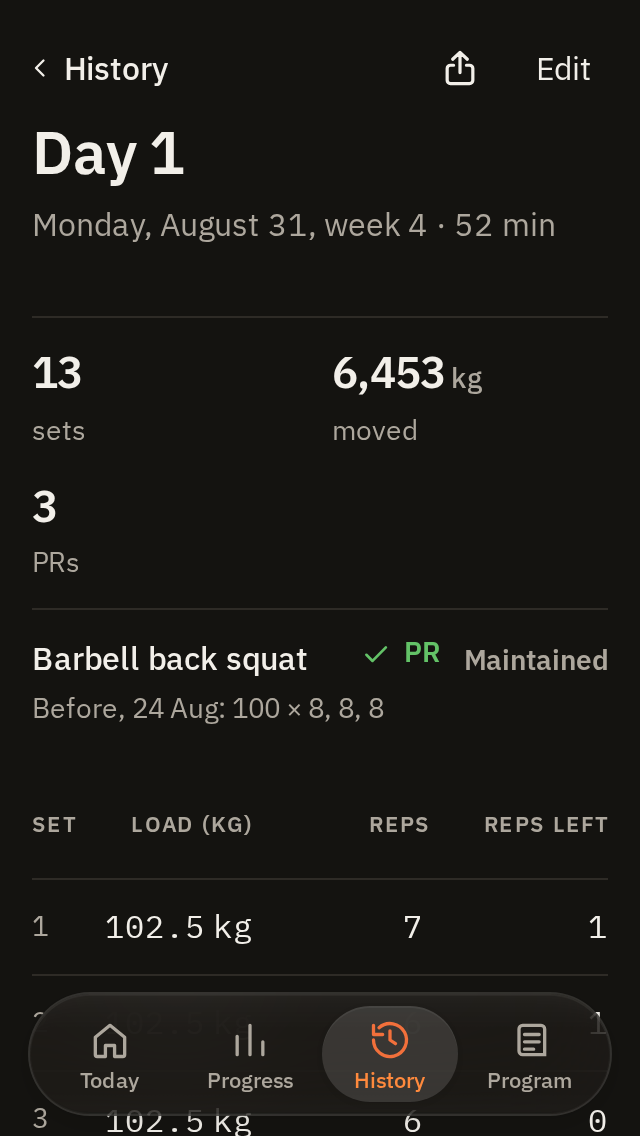 History
Edit
Day 1
Monday, August 31, week 4 · 52 min
13
6,453 kg
sets
moved
3
PRs
Barbell back squat
PR
Maintained
Before, 24 Aug: 100 × 8, 8, 8
SET LOAD (KG) REPS REPS LEFT
1 102.5 kg 7 1
1
3 102.5 kg 6 0
Today
Progress
History
Program